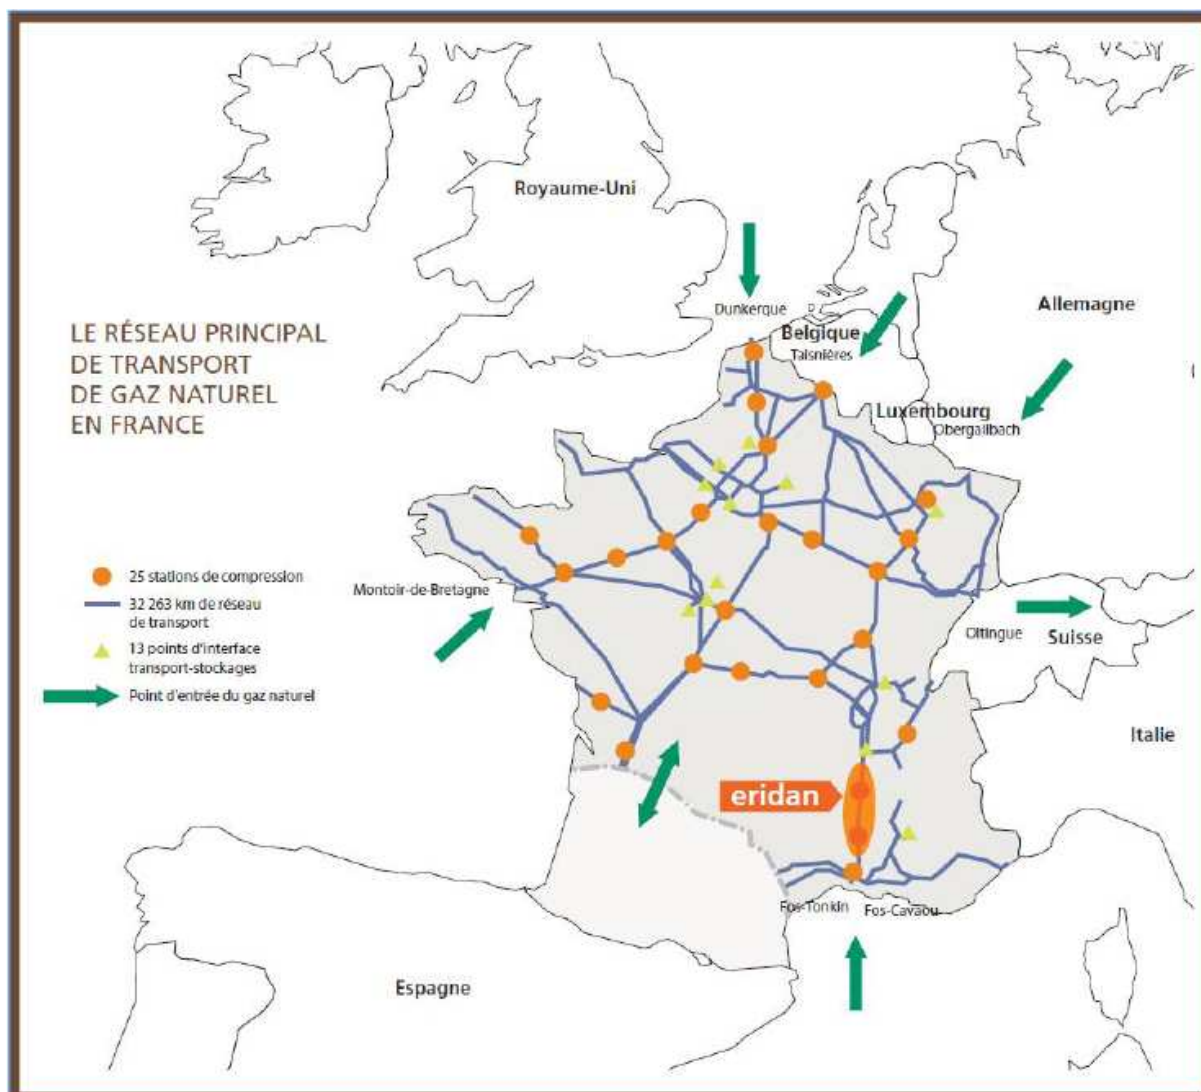 Royaume-Uni
Dunkerque
Allemagne
Belgique
Taisnières
LE RÉSEAU PRINCIPAL
DE TRANSPORT
DE GAZ NATUREL
EN FRANCE
Luxembourg
Obergailbach
25 stations de compression
32 263 km de réseau
de transport
13 points d'interface
transport-stockages
Point d'entrée du gaz naturel
Montoir-de-Bretagne
Oltingue
Suisse
Italie
eridan
Fos-Tonkin
Fos-Cavaou
Espagne